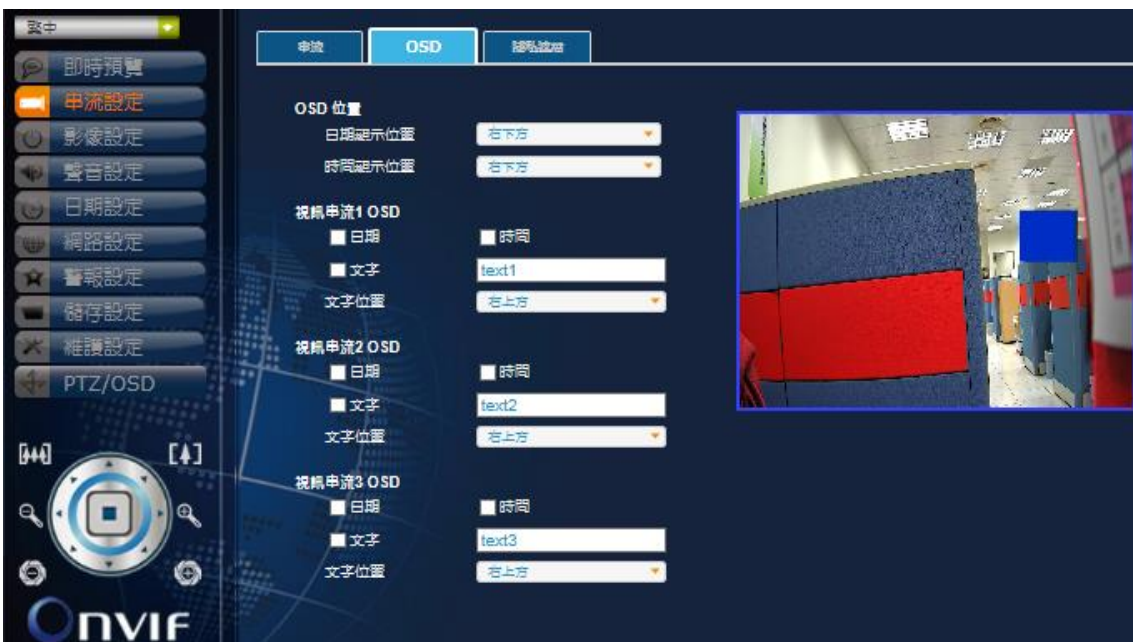 繁中
即時預覽
串流設定
影像設定
聲音設定
日期設定
網路設定
警報設定
儲存設定
維護設定
PTZ/OSD
ONVIF
串流
OSD
隱私遮罩
OSD 位置
日期顯示位置 右下方
時間顯示位置 右下方
視訊串流1 OSD
日期 時間
文字 text1
文字位置 右上方
視訊串流2 OSD
日期 時間
文字 text2
文字位置 右上方
視訊串流3 OSD
日期 時間
文字 text3
文字位置 右上方